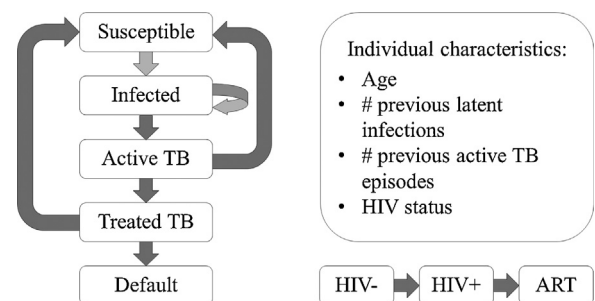 Susceptible
Infected
Active TB
Treated TB
Default
Individual characteristics:
• Age
• # previous latent
infections
• # previous active TB
episodes
• HIV status
HIV-
HIV+
ART